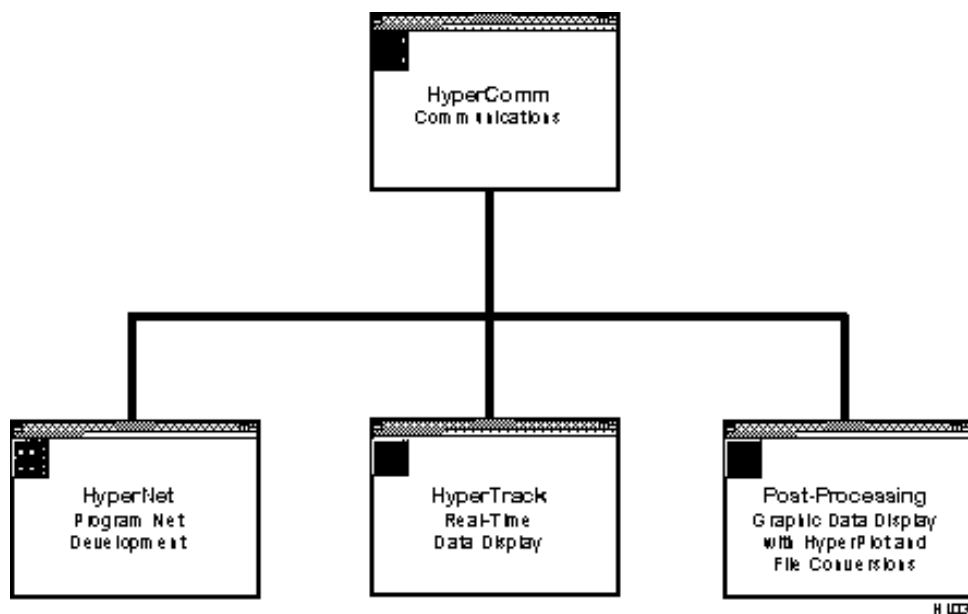 HyperComm
Communications
HyperNet
Program Net
Development
HyperTrack
Real-Time
Data Display
Post-Processing
Graphic Data Display
with HyperPlot and
File Conversions